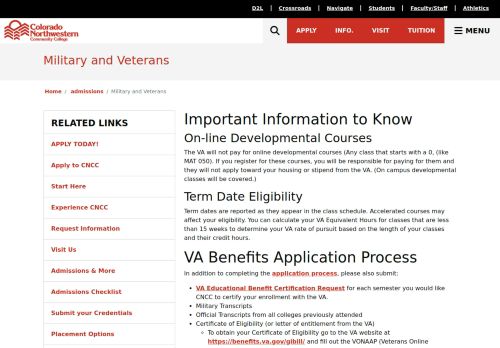 D2L | Crossroads | Navigate | Students | Faculty/Staff | Athletics
Colorado
Northwestern
Community College
APPLY INFO. VISIT TUITION MENU
Military and Veterans
Home / admissions / Military and Veterans
RELATED LINKS
APPLY TODAY!
Apply to CNCC
Start Here
Experience CNCC
Request Information
Visit Us
Admissions & More
Admissions Checklist
Submit your Credentials
Placement Options
Important Information to Know
On-line Developmental Courses
The VA will not pay for online developmental courses (Any class that starts with a 0, (like
MAT 050). If you register for these courses, you will be responsible for paying for them and
they will not apply toward your housing or stipend from the VA. (On campus developmental
classes will be covered.)
Term Date Eligibility
Term dates are reported as they appear in the class schedule. Accelerated courses may
affect your eligibility. You can calculate your VA Equivalent Hours for classes that are less
than 15 weeks to determine your VA rate of pursuit based on the length of your classes
and their credit hours.
VA Benefits Application Process
In addition to completing the application process, please also submit:
VA Educational Benefit Certification Request for each semester you would like
CNCC to certify your enrollment with the VA.
Military Transcripts
Official Transcripts from all colleges previously attended
Certificate of Eligibility (or letter of entitlement from the VA)
To obtain your Certificate of Eligibility go to the VA website at
https://benefits.va.gov/gibill/ and fill out the VONAAP (Veterans Online